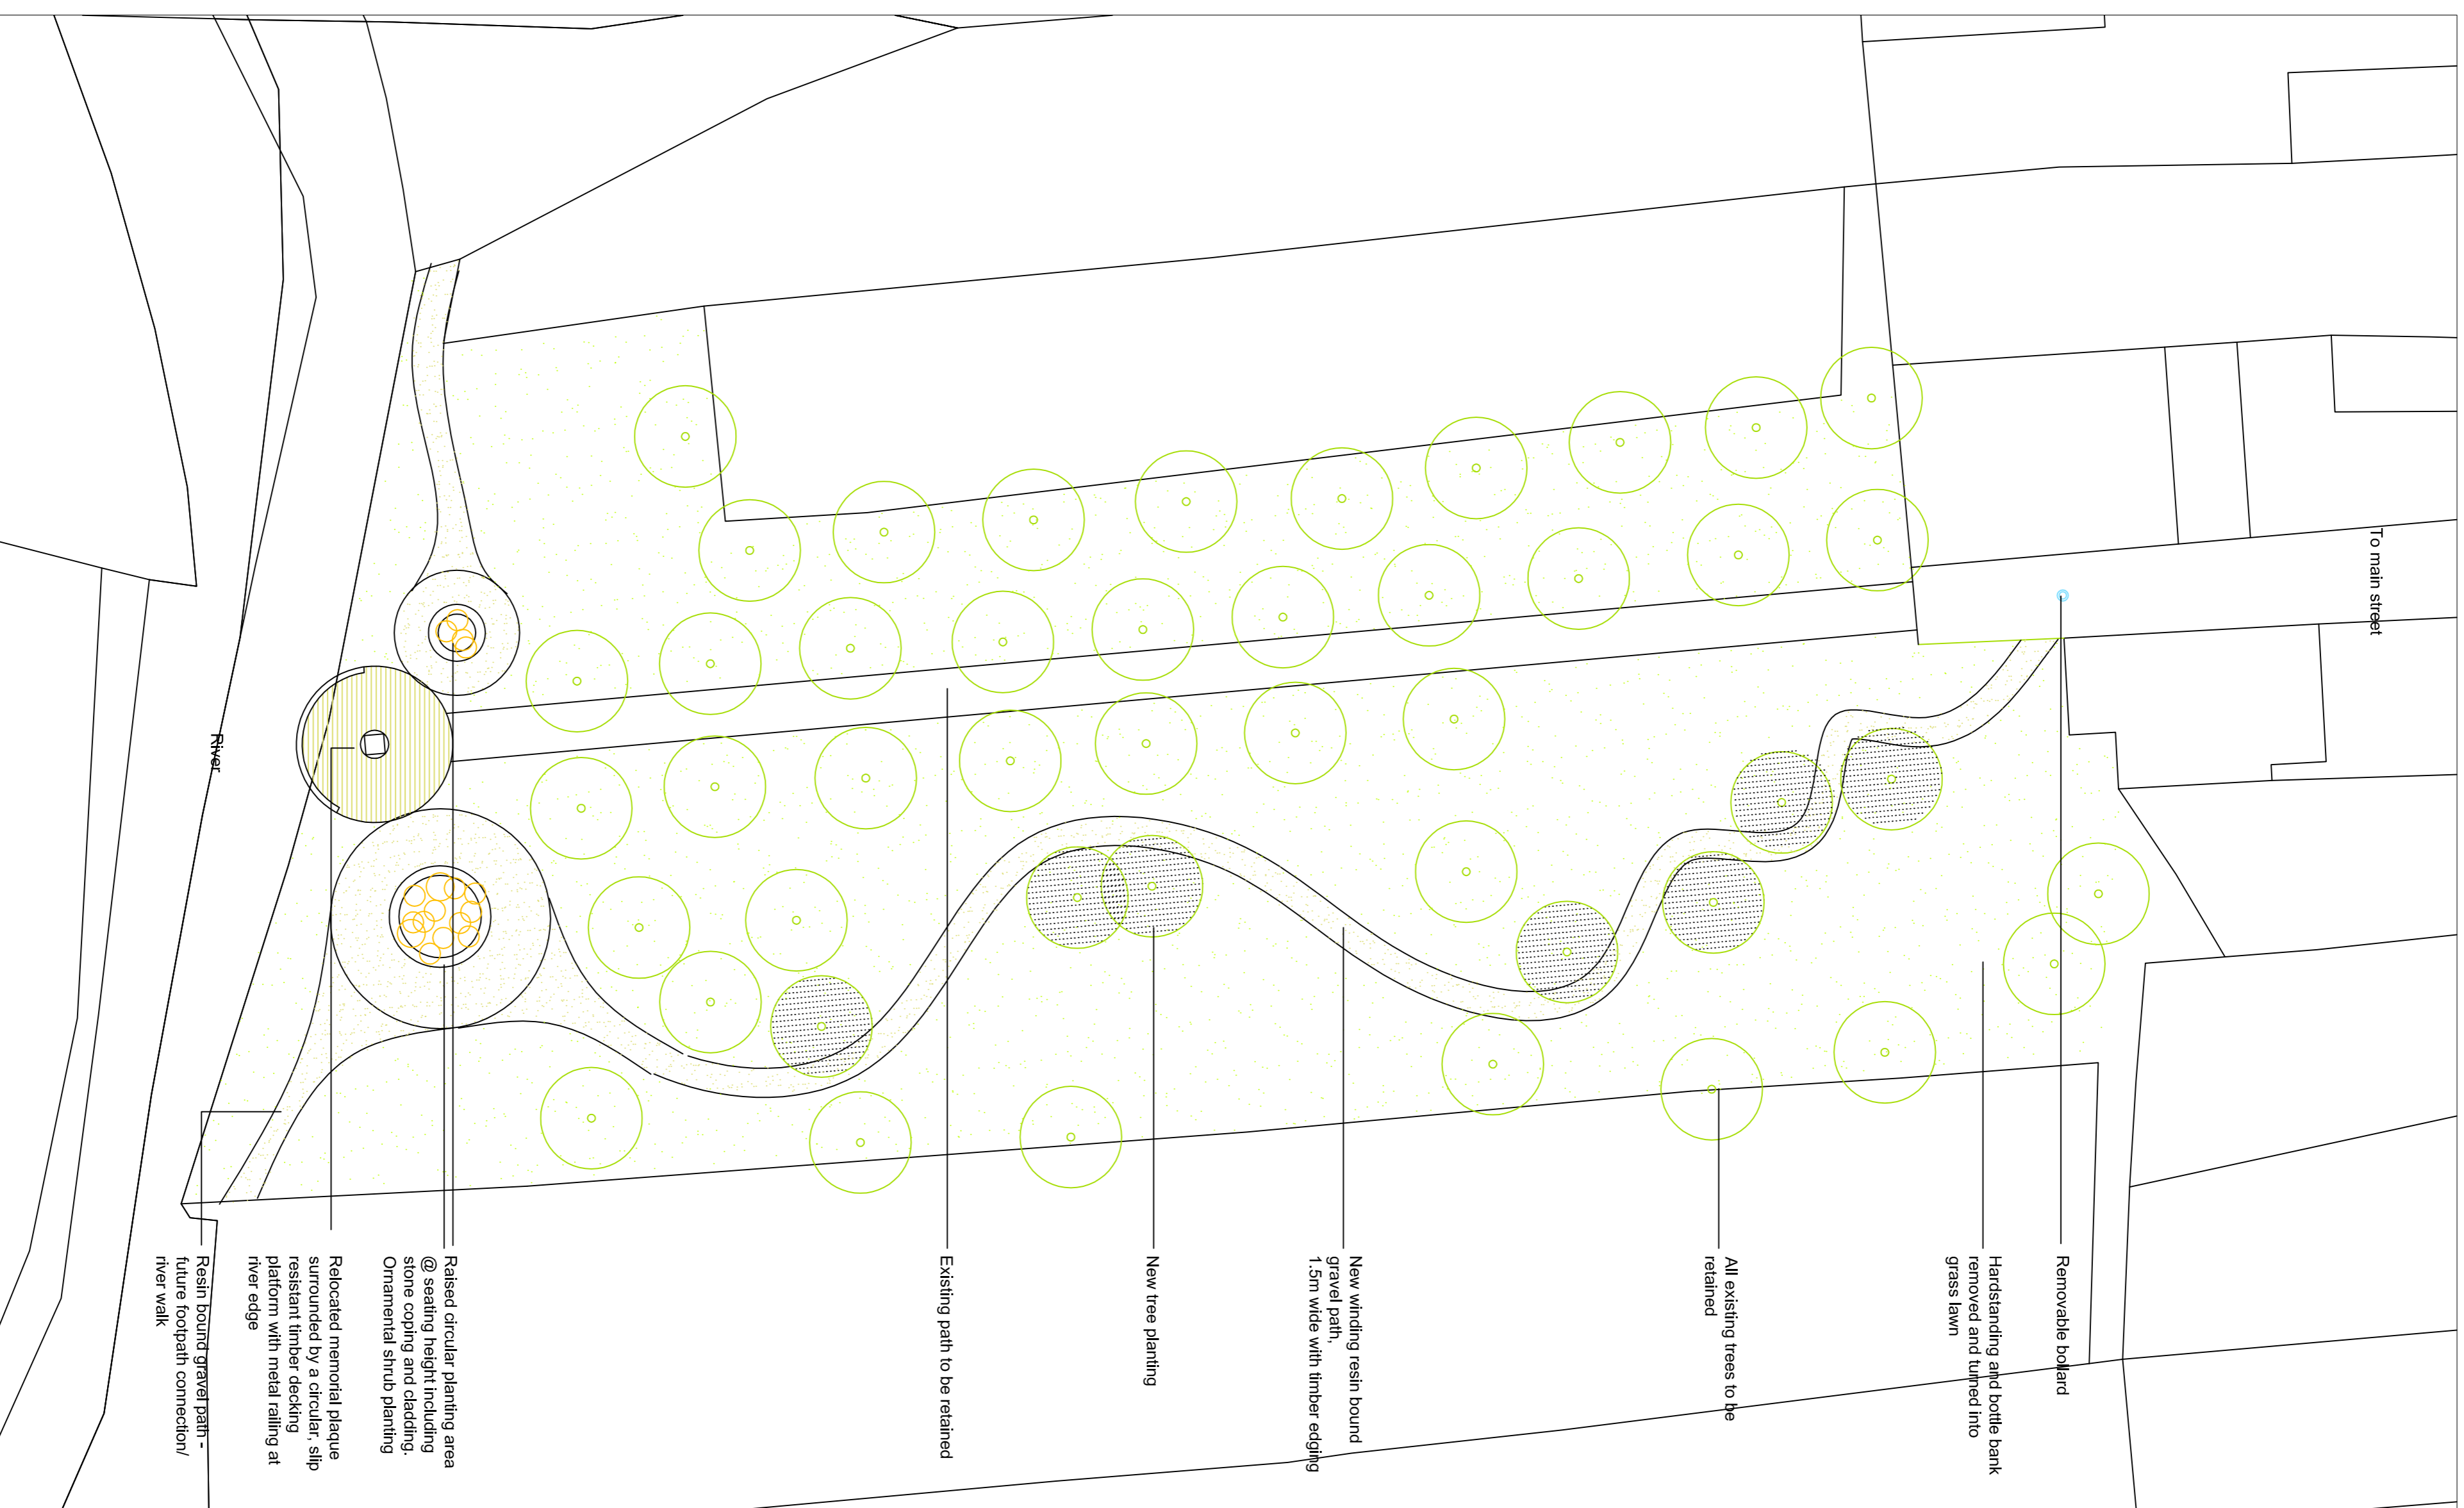 To main street
River
Resin bound gravel path -
future footpath connection/
river walk
Relocated memorial plaque
surrounded by a circular, slip
resistant timber decking
platform with metal railing at
river edge
Raised circular planting area
@ seating height including
stone coping and cladding.
Ornamental shrub planting
Existing path to be retained
New tree planting
New winding resin bound
gravel path,
1.5m wide with timber edging
All existing trees to be
retained
Hardstanding and bottle bank
removed and turned into
grass lawn
Removable bollard